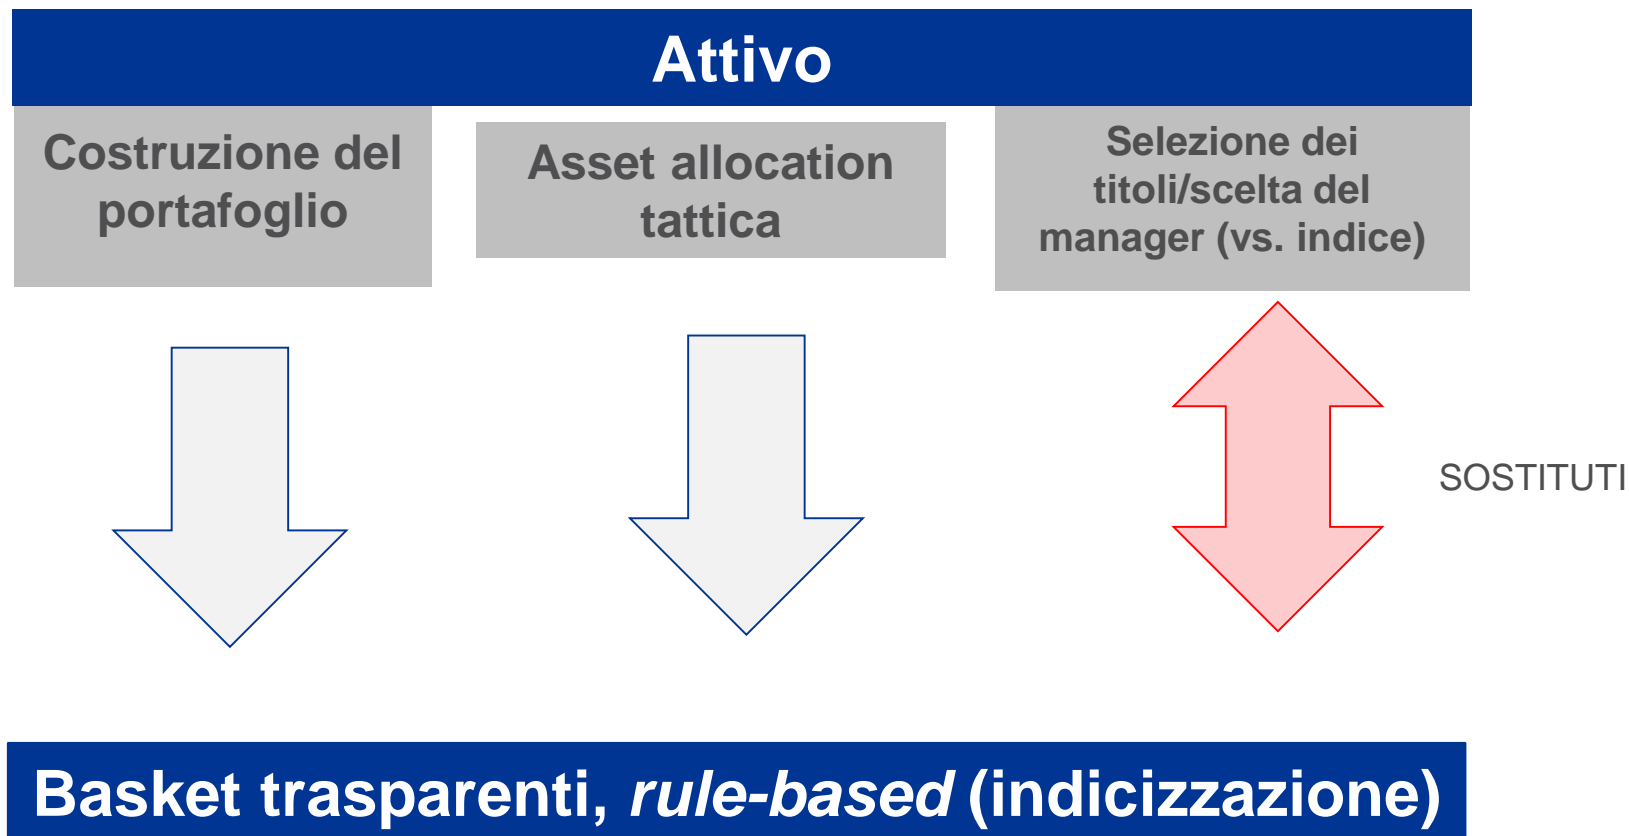 Attivo
Costruzione del
portafoglio
Asset allocation
tattica
Selezione dei
titoli/scelta del
manager (vs. indice)
SOSTITUTI
Basket trasparenti, rule-based (indicizzazione)